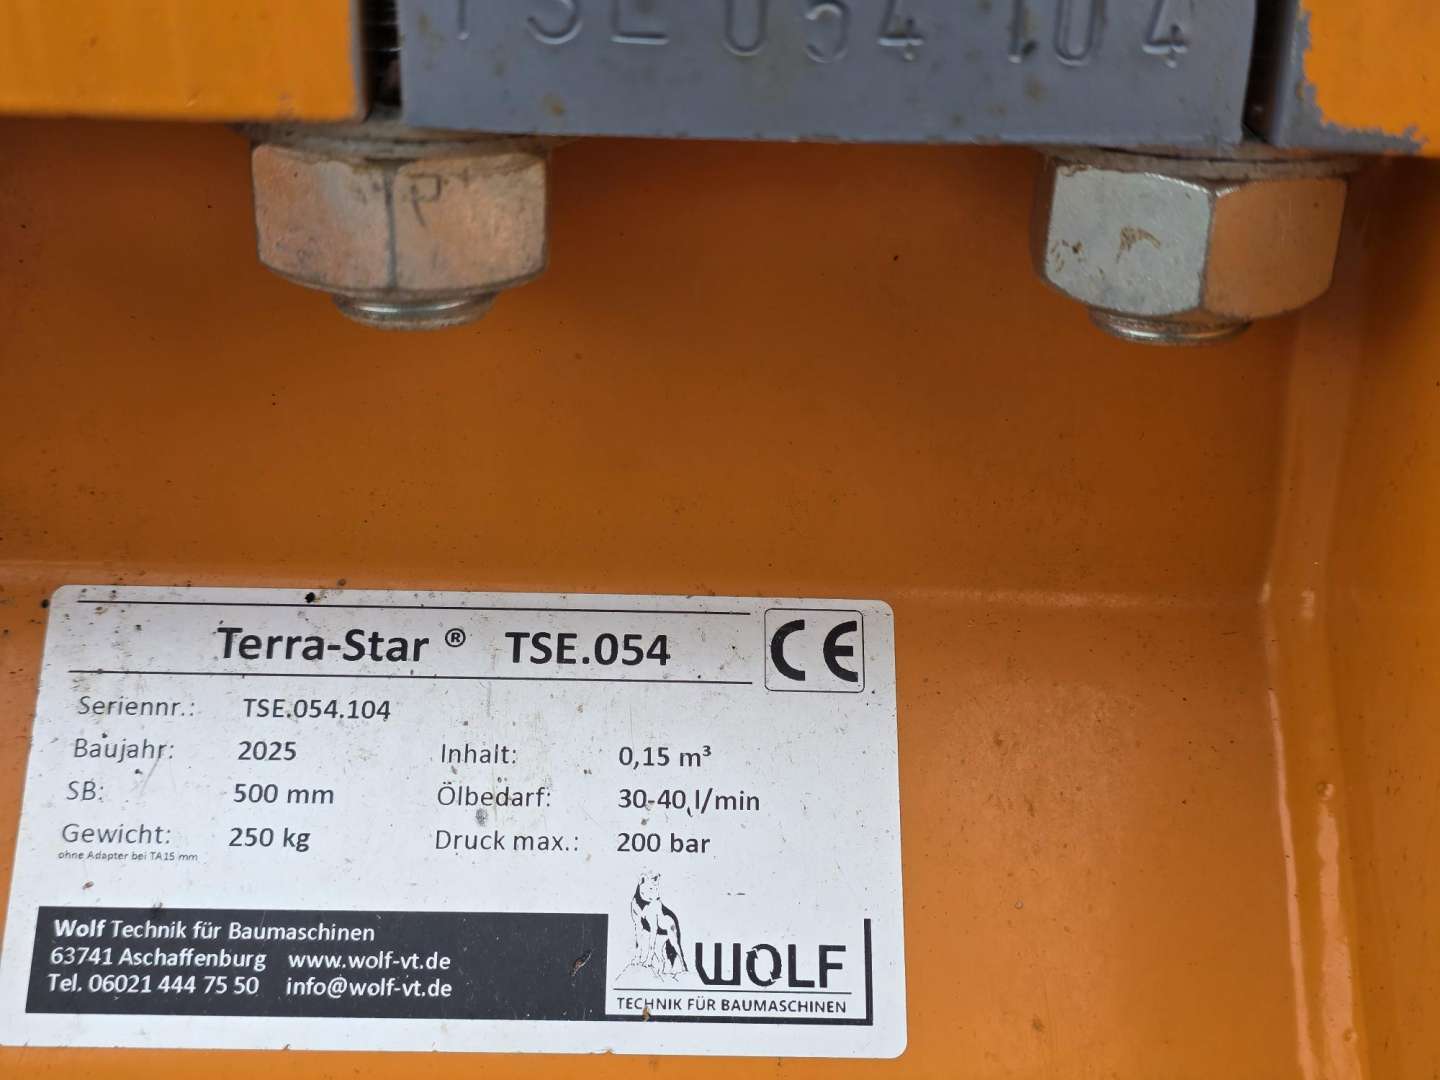 TSE 054 104
Terra-Star ® TSE.054 CE
Seriennr.: TSE.054.104
Baujahr: 2025 Inhalt: 0,15 m³
SB: 500 mm Ölbedarf: 30-40 l/min
Gewicht: 250 kg Druck max.: 200 bar
ohne Adapter bei TA15 mm
Wolf Technik für Baumaschinen
63741 Aschaffenburg www.wolf-vt.de
Tel. 06021 444 75 50 info@wolf-vt.de
WOLF
TECHNIK FÜR BAUMASCHINEN